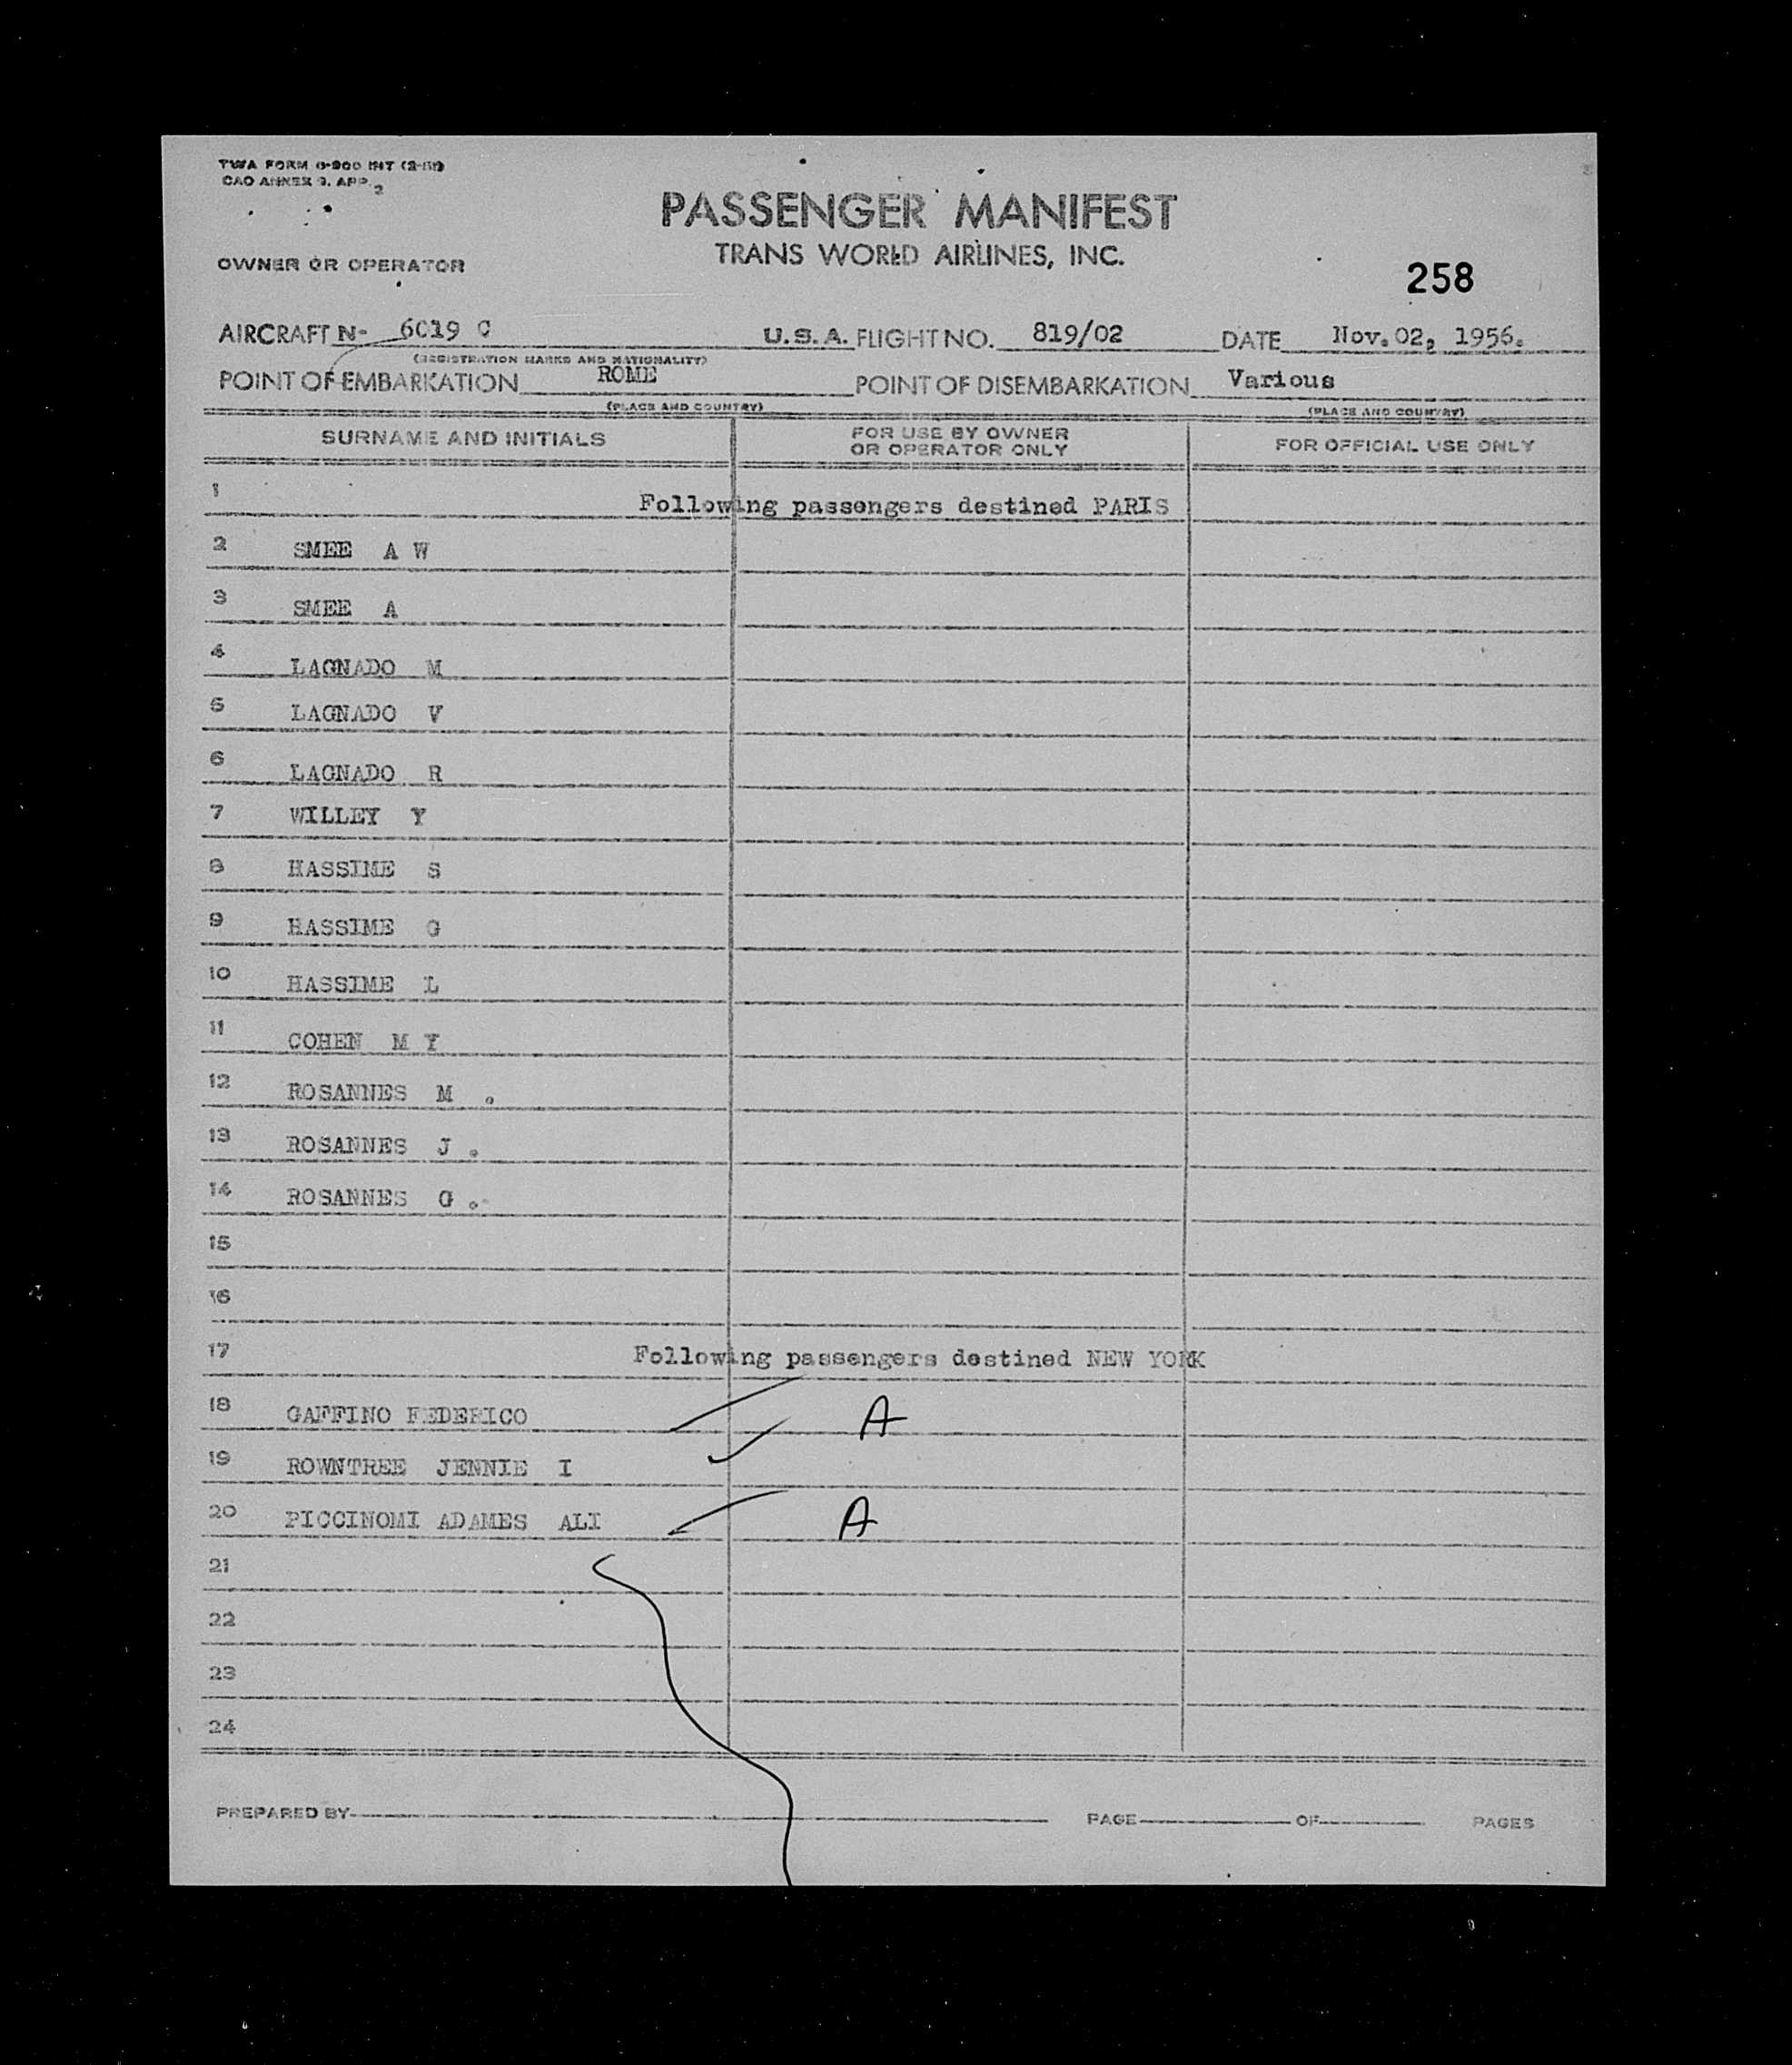 TWA FORM 0-900 INT (2-51)
CAO ANNEX 9. APP. 2
PASSENGER MANIFEST
TRANS WORLD AIRLINES, INC.
OWNER OR OPERATOR
258
AIRCRAFT N- 6019 C U.S.A. FLIGHT NO. 819/02 DATE Nov. 02, 1956.
(REGISTRATION MARKS AND NATIONALITY)
POINT OF EMBARKATION ROME POINT OF DISEMBARKATION Various
(PLACE AND COUNTRY) (PLACE AND COUNTRY)
SURNAME AND INITIALS FOR USE BY OWNER OR OPERATOR ONLY FOR OFFICIAL USE ONLY
1 Following passengers destined PARIS
2 SMEE A W
3 SMEE A
4 LAGNADO M
5 LAGNADO V
6 LAGNADO R
7 WILLEY Y
8 HASSIME S
9 HASSIME G
10 HASSIME L
11 COHEN M Y
12 ROSANNES M .
13 ROSANNES J .
14 ROSANNES G .
15
16
17 Following passengers destined NEW YORK
18 GAFFINO FEDERICO A
19 ROWNTREE JENNIE I
20 PICCINOMI ADAMES ALI A
21
22
23
24
PREPARED BY PAGE OF PAGES